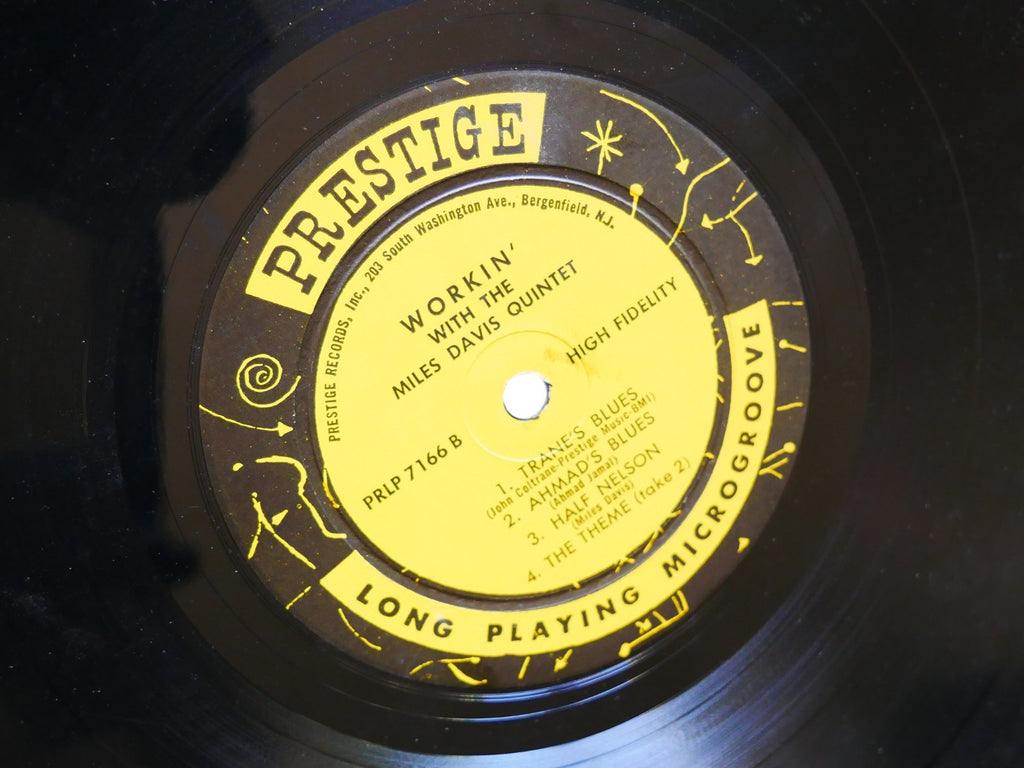 PRESTIGE
PRESTIGE RECORDS, Inc., 203 South Washington Ave., Bergenfield, N.J.
WORKIN'
WITH THE
MILES DAVIS QUINTET
HIGH FIDELITY
PRLP 7166 B
1. TRANE'S BLUES
(John Coltrane-Prestige Music-BMI)
2. AHMAD'S BLUES
(Ahmad Jamal)
3. HALF NELSON
(Miles Davis)
4. THE THEME (take 2)
LONG PLAYING MICROGROOVE